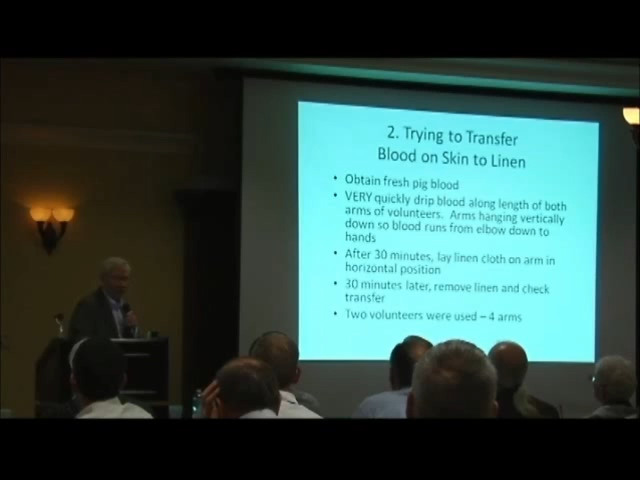 2. Trying to Transfer
Blood on Skin to Linen
• Obtain fresh pig blood
• VERY quickly drip blood along length of both
arms of volunteers. Arms hanging vertically
down so blood runs from elbow down to
hands
• After 30 minutes, lay linen cloth on arm in
horizontal position
• 30 minutes later, remove linen and check
transfer
• Two volunteers were used – 4 arms